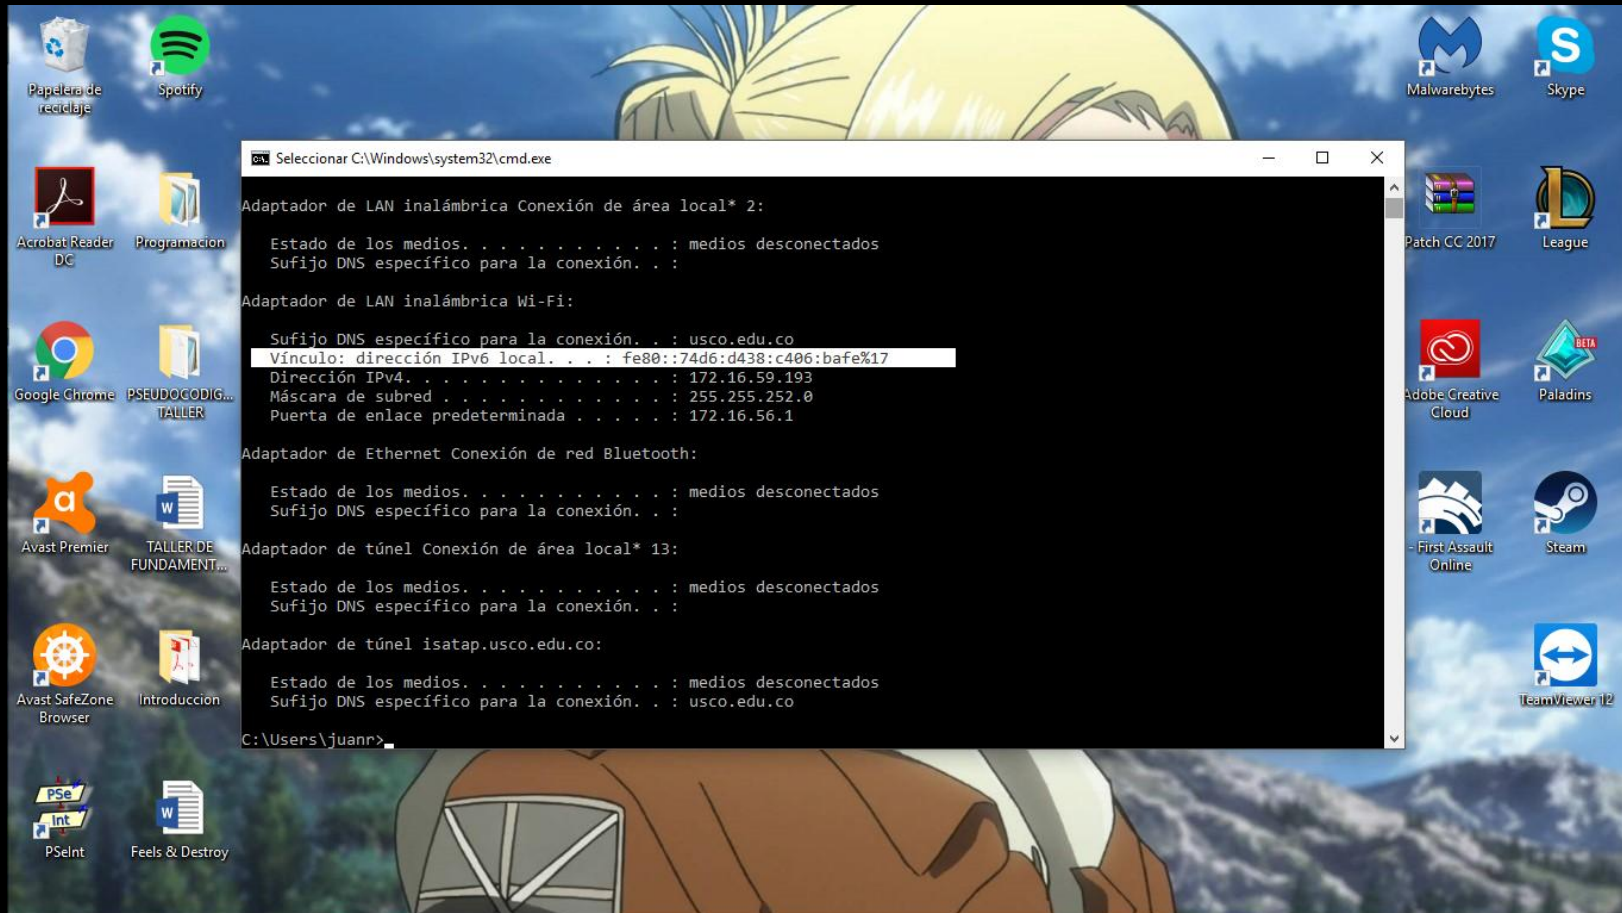 Papelera de
reciclaje
Spotify
Malwarebytes
Skype
Acrobat Reader
DC
Programacion
Patch CC 2017
League
Google Chrome
PSEUDOCODIG...
TALLER
Adobe Creative
Cloud
BETA
Paladins
Avast Premier
TALLER DE
FUNDAMENT...
- First Assault
Online
Steam
Avast SafeZone
Browser
Introduccion
TeamViewer 12
PSe
Int
PSeInt
Feels & Destroy
Seleccionar C:\Windows\system32\cmd.exe
Adaptador de LAN inalámbrica Conexión de área local* 2:
Estado de los medios. . . . . . . . . . . : medios desconectados
Sufijo DNS específico para la conexión. . :
Adaptador de LAN inalámbrica Wi-Fi:
Sufijo DNS específico para la conexión. . : usco.edu.co
Vínculo: dirección IPv6 local. . . : fe80::74d6:d438:c406:bafe%17
Dirección IPv4. . . . . . . . . . . . . . : 172.16.59.193
Máscara de subred . . . . . . . . . . . . : 255.255.252.0
Puerta de enlace predeterminada . . . . . : 172.16.56.1
Adaptador de Ethernet Conexión de red Bluetooth:
Estado de los medios. . . . . . . . . . . : medios desconectados
Sufijo DNS específico para la conexión. . :
Adaptador de túnel Conexión de área local* 13:
Estado de los medios. . . . . . . . . . . : medios desconectados
Sufijo DNS específico para la conexión. . :
Adaptador de túnel isatap.usco.edu.co:
Estado de los medios. . . . . . . . . . . : medios desconectados
Sufijo DNS específico para la conexión. . : usco.edu.co
C:\Users\juanr>